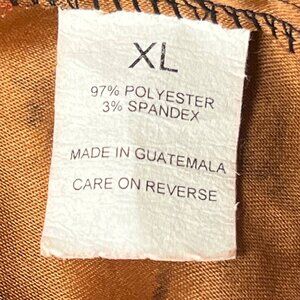 XL
97% POLYESTER
3% SPANDEX
MADE IN GUATEMALA
CARE ON REVERSE